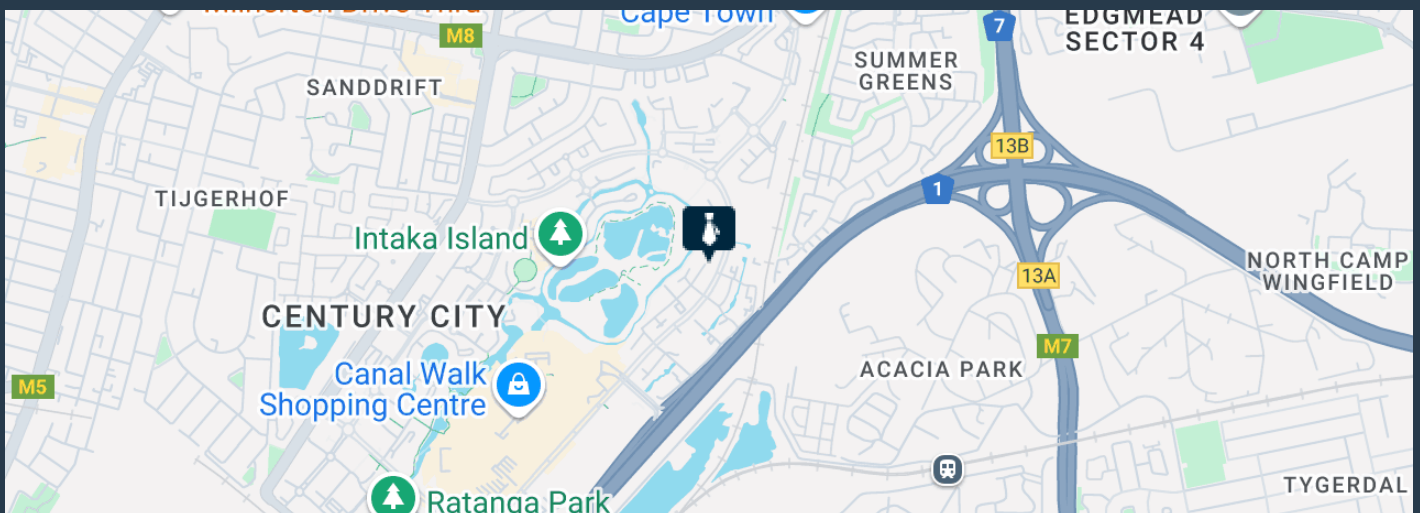 Cape Town
7
EDGMEAD
SECTOR 4
M8
SUMMER
GREENS
SANDDRIFT
13B
1
TIJGERHOF
Intaka Island
NORTH CAMP
WINGFIELD
13A
CENTURY CITY
M7
Canal Walk
Shopping Centre
ACACIA PARK
M5
TYGERDAL
Ratanga Park